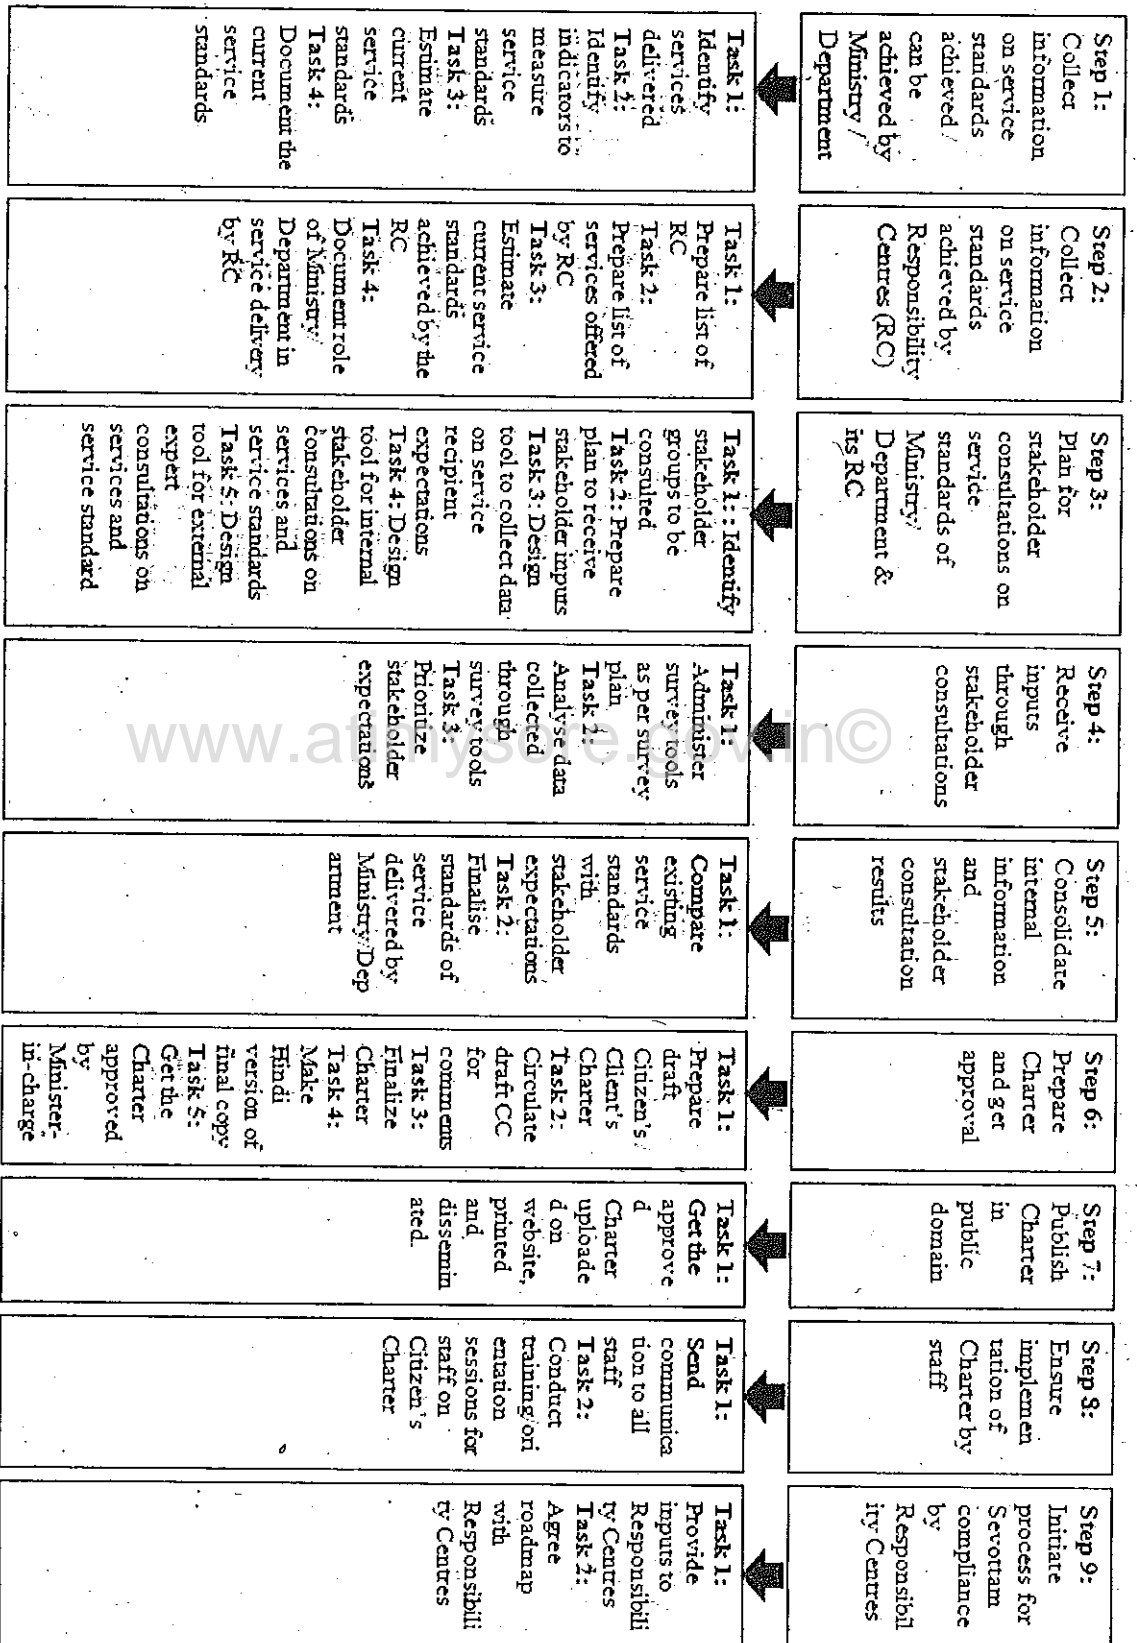 Step 1:
Collect
information
on service
standards
achieved /
can be
achieved by
Ministry /
Department
Task 1:
Identify
services
delivered
Task 2:
Identify
indicators to
measure
service
standards
Task 3:
Estimate
current
service
standards
Task 4:
Document the
current
service
standards
Step 2:
Collect
information
on service
standards
achieved by
Responsibility
Centres (RC)
Task 1:
Prepare list of
RC
Task 2:
Prepare list of
services offered
by RC
Task 3:
Estimate
current service
standards
achieved by the
RC
Task 4:
Document role
of Ministry/
Department in
service delivery
by RC
Step 3:
Plan for
stakeholder
consultations on
service
standards of
Ministry/
Department &
its RC
Task 1: : Identify
stakeholder
groups to be
consulted
Task 2: Prepare
plan to receive
stakeholder inputs
Task 3: Design
tool to collect data
on service
recipient
expectations
Task 4: Design
tool for internal
stakeholder
consultations on
services and
service standards
Task 5: Design
tool for external
expert
consultations on
services and
service standard
Step 4:
Receive
inputs
through
stakeholder
consultations
Task 1:
Administer
survey tools
as per survey
plan
Task 2:
Analyse data
collected
through
survey tools
Task 3:
Prioritize
stakeholder
expectations
Step 5:
Consolidate
internal
information
and
stakeholder
consultation
results
Task 1:
Compare
existing
service
standards
with
stakeholder
expectations
Task 2:
Finalise
standards of
service
delivered by
Ministry/Dep
artment
Step 6:
Prepare
Charter
and get
approval
Task 1:
Prepare
draft
Citizen's/
Client's
Charter
Task 2:
Circulate
draft CC
for
comments
Task 3:
Finalize
Charter
Task 4:
Make
Hindi
version of
final copy
Task 5:
Get the
Charter
approved
by
Minister-
in-charge
Step 7:
Publish
Charter
in
public
domain
Task 1:
Get the
approve
d
Charter
uploade
d on
website,
printed
and
dissemin
ated.
Step 8:
Ensure
implemen
tation of
Charter by
staff
Task 1:
Send
communica
tion to all
staff
Task 2:
Conduct
training/ori
entation
sessions for
staff on
Citizen's
Charter
Step 9:
Initiate
process for
Sevottam
compliance
by
Responsibil
ity Centres
Task 1:
Provide
inputs to
Responsibili
ty Centres
Task 2:
Agree
roadmap
with
Responsibili
ty Centres
www.atimysore.gov.in©